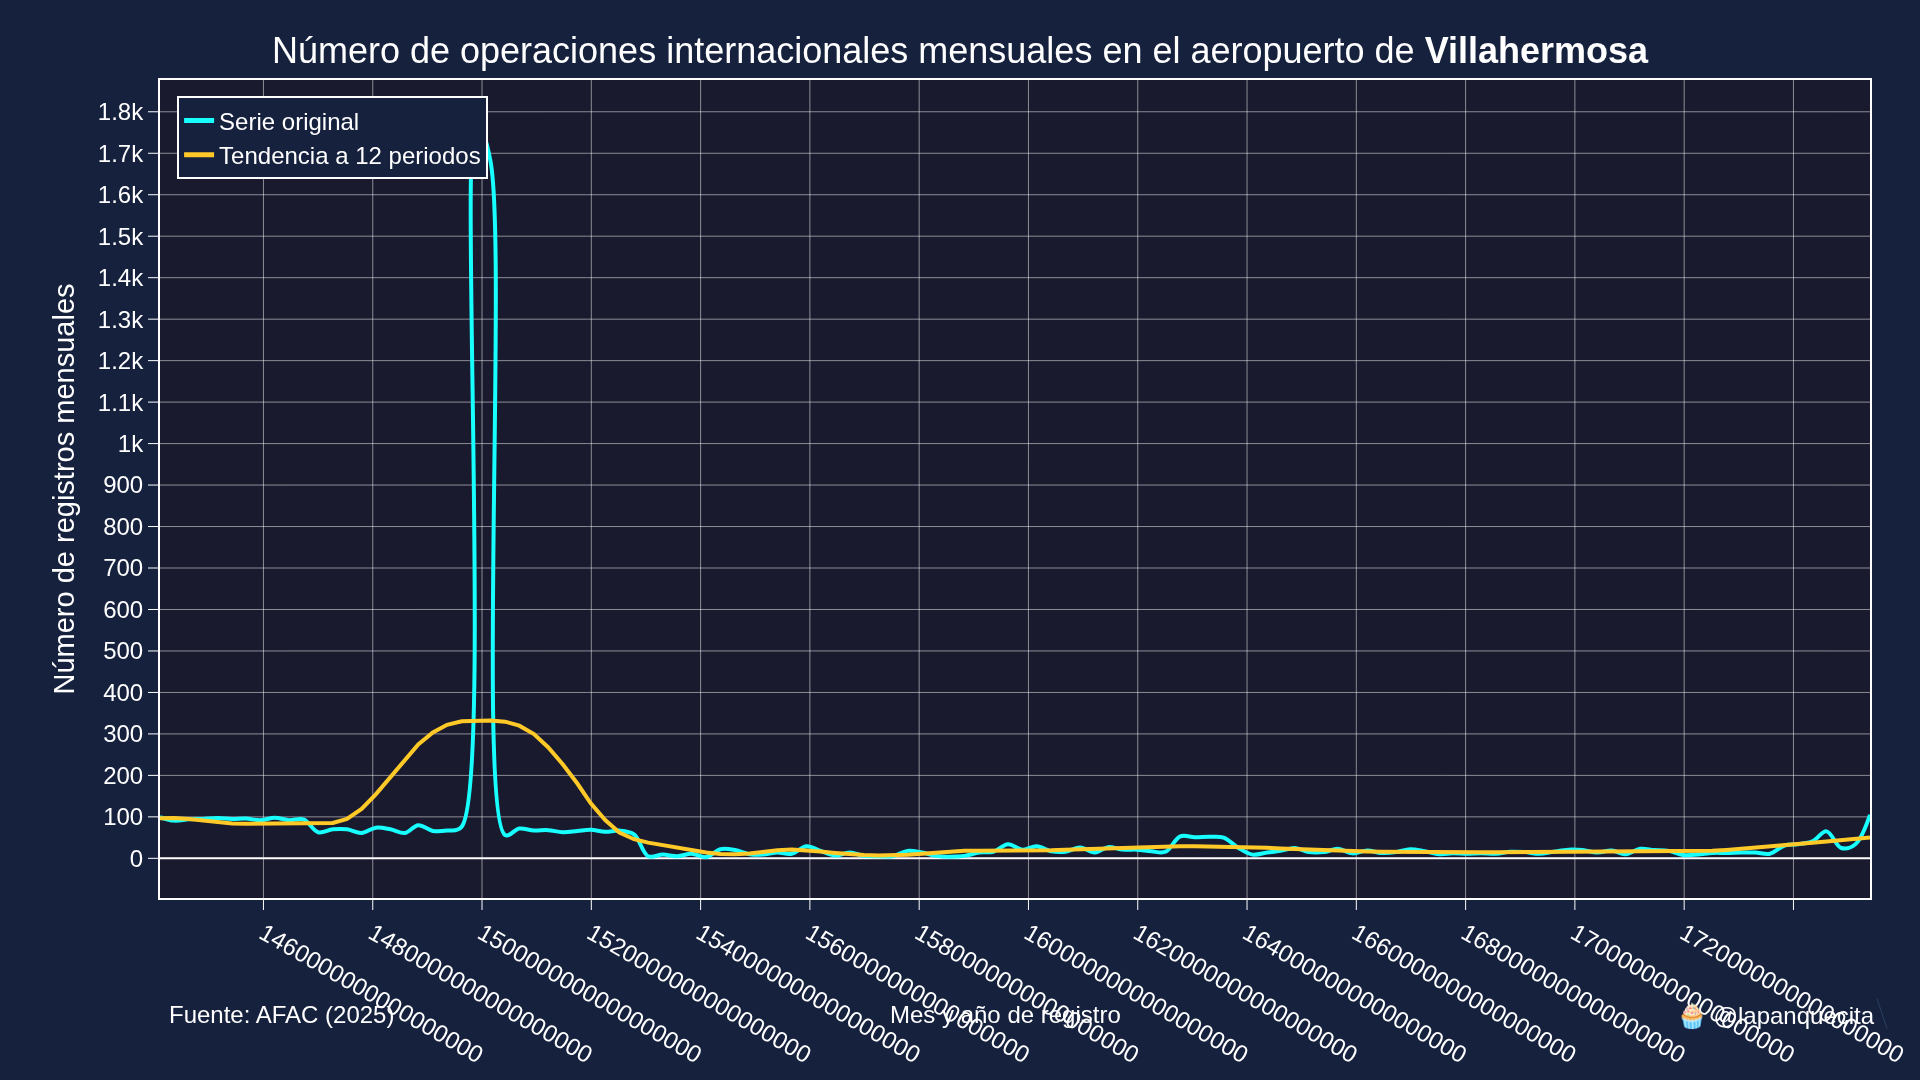 Número de operaciones internacionales mensuales en el aeropuerto de Villahermosa
Serie original
Tendencia a 12 periodos
Número de registros mensuales
1.8k
1.7k
1.6k
1.5k
1.4k
1.3k
1.2k
1.1k
1k
900
800
700
600
500
400
300
200
100
0
1460000000000000000
1480000000000000000
1500000000000000000
1520000000000000000
1540000000000000000
1560000000000000000
1580000000000000000
1600000000000000000
1620000000000000000
1640000000000000000
1660000000000000000
1680000000000000000
1700000000000000000
1720000000000000000
Fuente: AFAC (2025)
Mes y año de registro
🧁 @lapanquecita